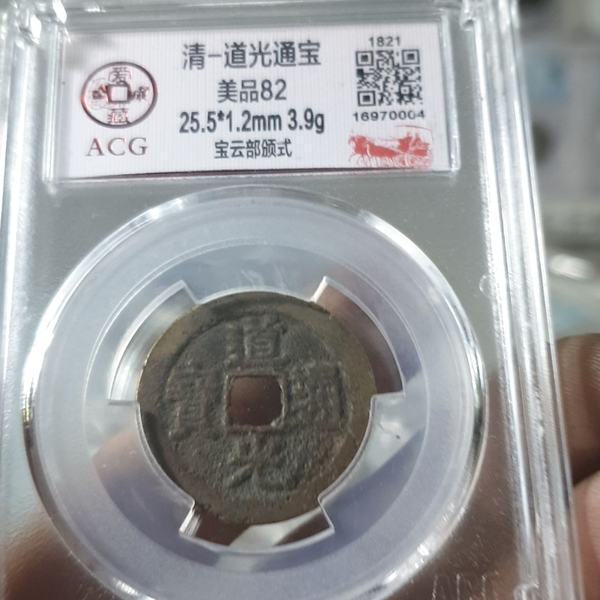 清-道光通宝
美品82
25.5*1.2mm 3.9g
宝云部颁式
ACG
1821
16970004
道
寶 通
光